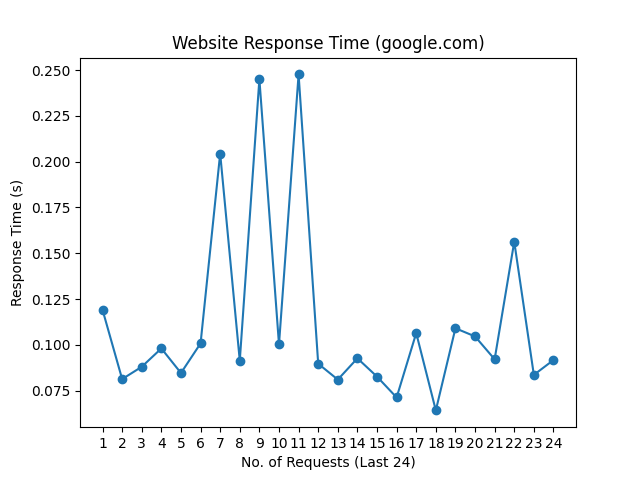 Website Response Time (google.com)
0.250
0.225
0.200
0.175
0.150
0.125
0.100
0.075
Response Time (s)
1 2 3 4 5 6 7 8 9 10 11 12 13 14 15 16 17 18 19 20 21 22 23 24
No. of Requests (Last 24)